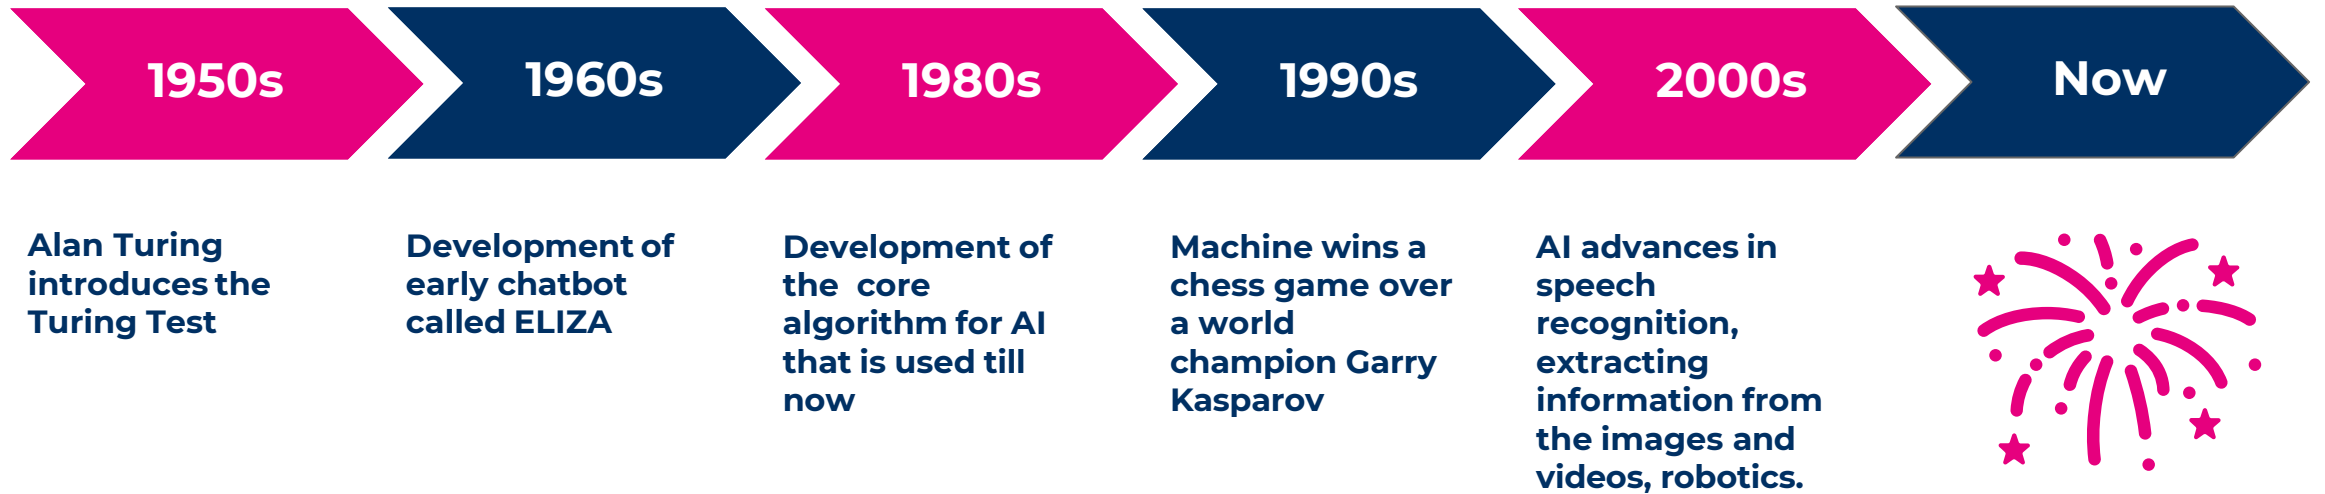 1950s
1960s
1980s
1990s
2000s
Now
Alan Turing
introduces the
Turing Test
Development of
early chatbot
called ELIZA
Development of
the  core
algorithm for AI
that is used till
now
Machine wins a
chess game over
a world
champion Garry
Kasparov
AI advances in
speech
recognition,
extracting
information from
the images and
videos, robotics.